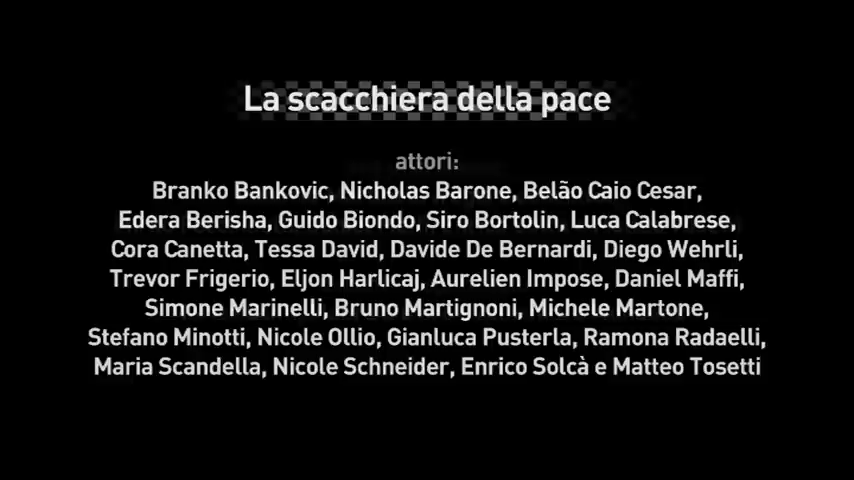 La scacchiera della pace
attori:
Branko Bankovic, Nicholas Barone, Belão Caio Cesar,
Edera Berisha, Guido Biondo, Siro Bortolin, Luca Calabrese,
Cora Canetta, Tessa David, Davide De Bernardi, Diego Wehrli,
Trevor Frigerio, Eljon Harlicaj, Aurelien Impose, Daniel Maffi,
Simone Marinelli, Bruno Martignoni, Michele Martone,
Stefano Minotti, Nicole Ollio, Gianluca Pusterla, Ramona Radaelli,
Maria Scandella, Nicole Schneider, Enrico Solcà e Matteo Tosetti